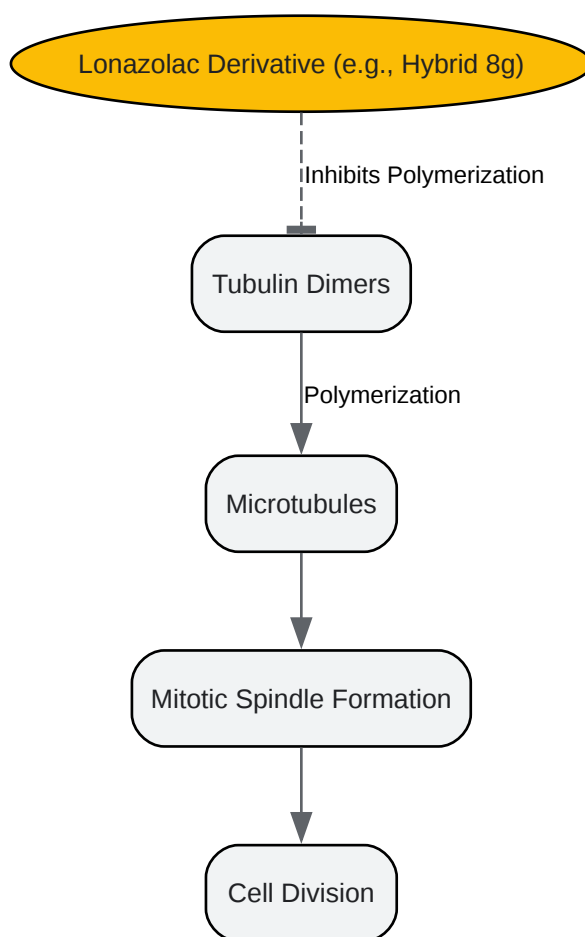 Lonazolac Derivative (e.g., Hybrid 8g)
Inhibits Polymerization
Tubulin Dimers
Polymerization
Microtubules
Mitotic Spindle Formation
Cell Division